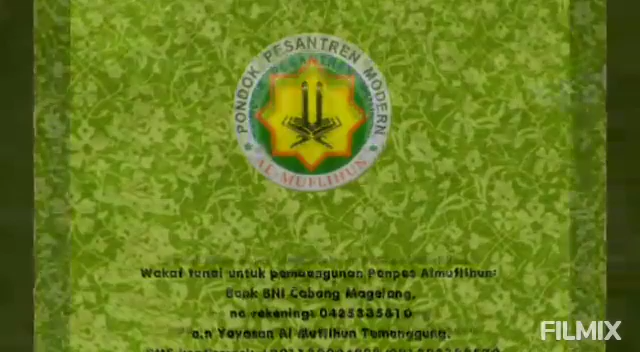 PONDOK PESANTREN MODERN
AL MUFLIHUN
Wakaf tunai untuk pembangunan Ponpes Almuflihun:
Bank BNI Cabang Magelang,
no rekening: 0425335810
a.n Yayasan Al Muflihun Temanggung.
FILMIX